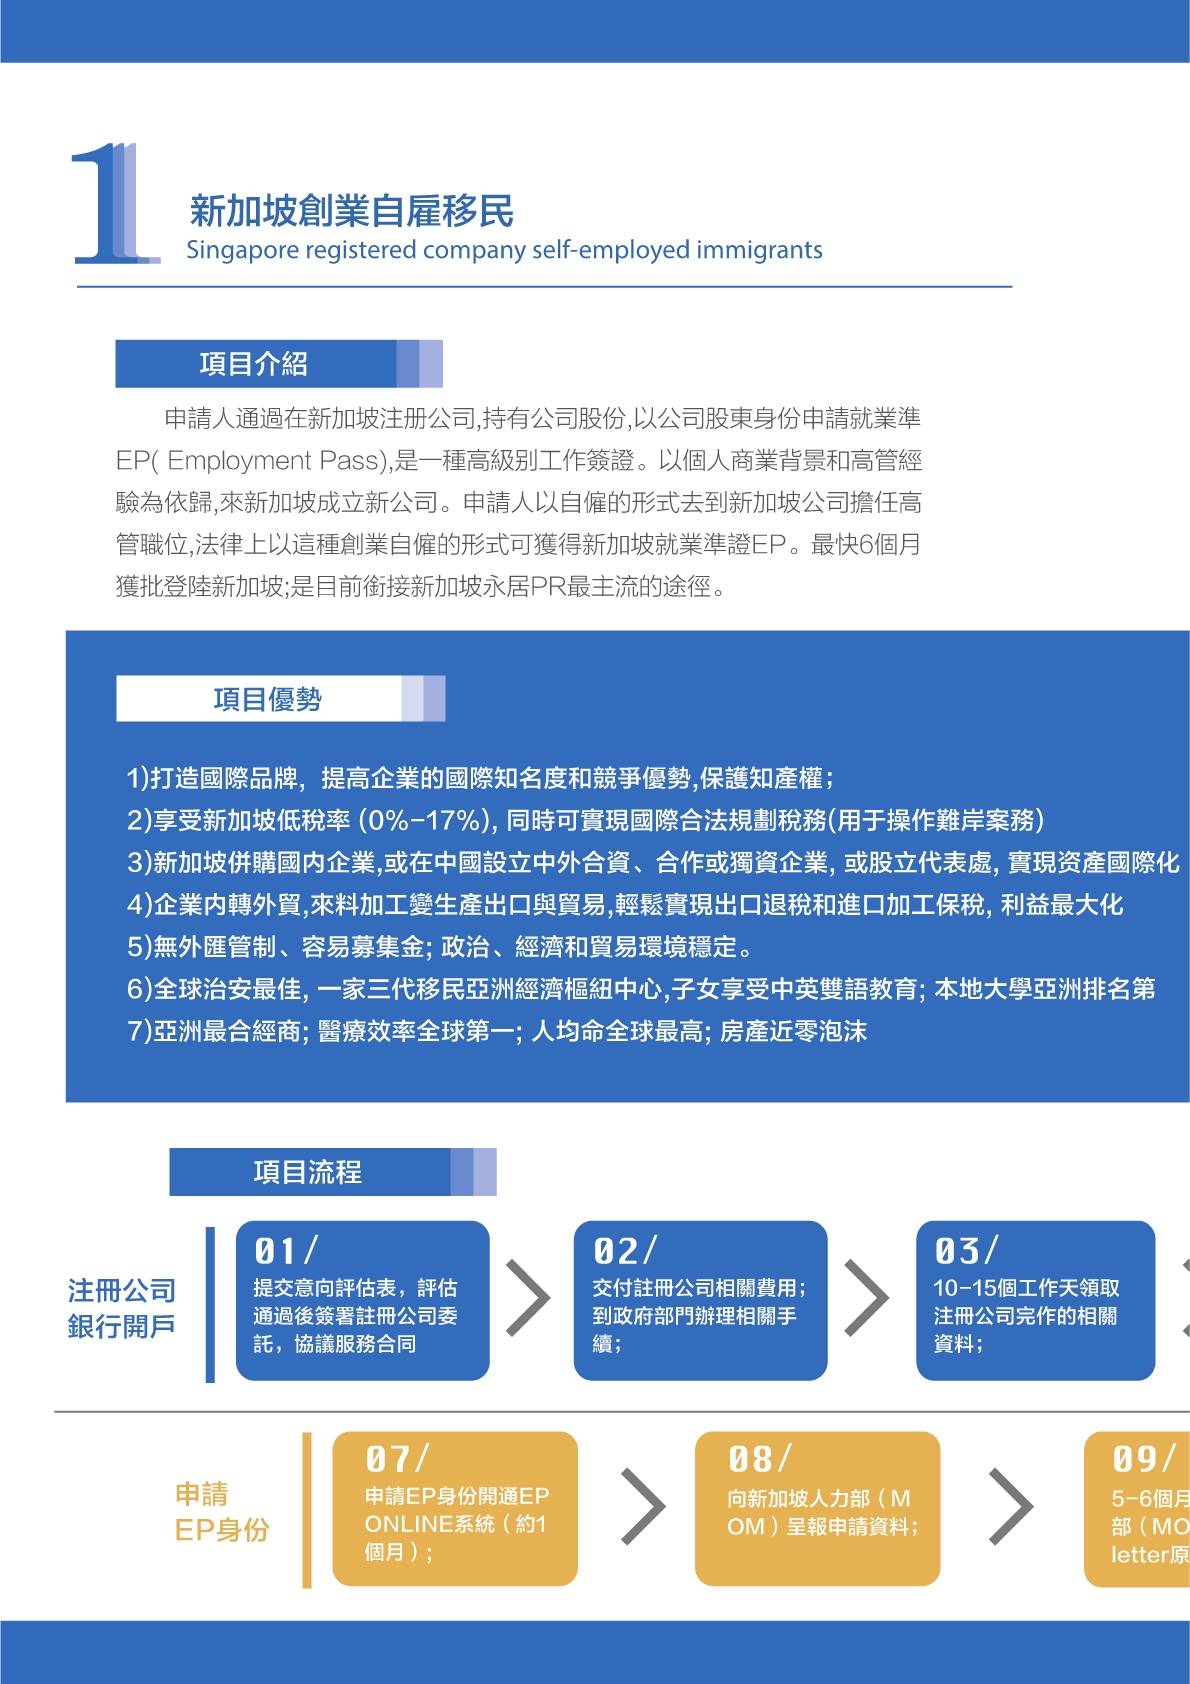 1
新加坡創業自雇移民
Singapore registered company self-employed immigrants
項目介紹
申請人通過在新加坡注册公司,持有公司股份,以公司股東身份申請就業準
EP( Employment Pass),是一種高級别工作簽證。以個人商業背景和高管經
驗為依歸,來新加坡成立新公司。申請人以自僱的形式去到新加坡公司擔任高
管職位,法律上以這種創業自僱的形式可獲得新加坡就業準證EP。最快6個月
獲批登陸新加坡;是目前銜接新加坡永居PR最主流的途徑。
項目優勢
1)打造國際品牌，提高企業的國際知名度和競爭優勢,保護知產權；
2)享受新加坡低稅率 (0%-17%), 同時可實現國際合法規劃稅務(用于操作難岸案務)
3)新加坡併購國内企業,或在中國設立中外合資、合作或獨資企業, 或股立代表處, 實現资產國際化
4)企業内轉外貿,來料加工變生產出口與貿易,輕鬆實現出口退稅和進口加工保稅, 利益最大化
5)無外匯管制、容易募集金; 政治、經濟和貿易環境穩定。
6)全球治安最佳, 一家三代移民亞洲經濟樞紐中心,子女享受中英雙語教育; 本地大學亞洲排名第
7)亞洲最合經商; 醫療效率全球第一; 人均命全球最高; 房產近零泡沫
項目流程
注冊公司
銀行開戶
01/
提交意向評估表，評估
通過後簽署註冊公司委
託，協議服務合同
02/
交付註冊公司相關費用；
到政府部門辦理相關手
續；
03/
10-15個工作天領取
注冊公司完作的相關
資料；
申請
EP身份
07/
申請EP身份開通EP
ONLINE系統（約1
個月）；
08/
向新加坡人力部（M
OM）呈報申請資料；
09/
5-6個月
部（MO
letter原